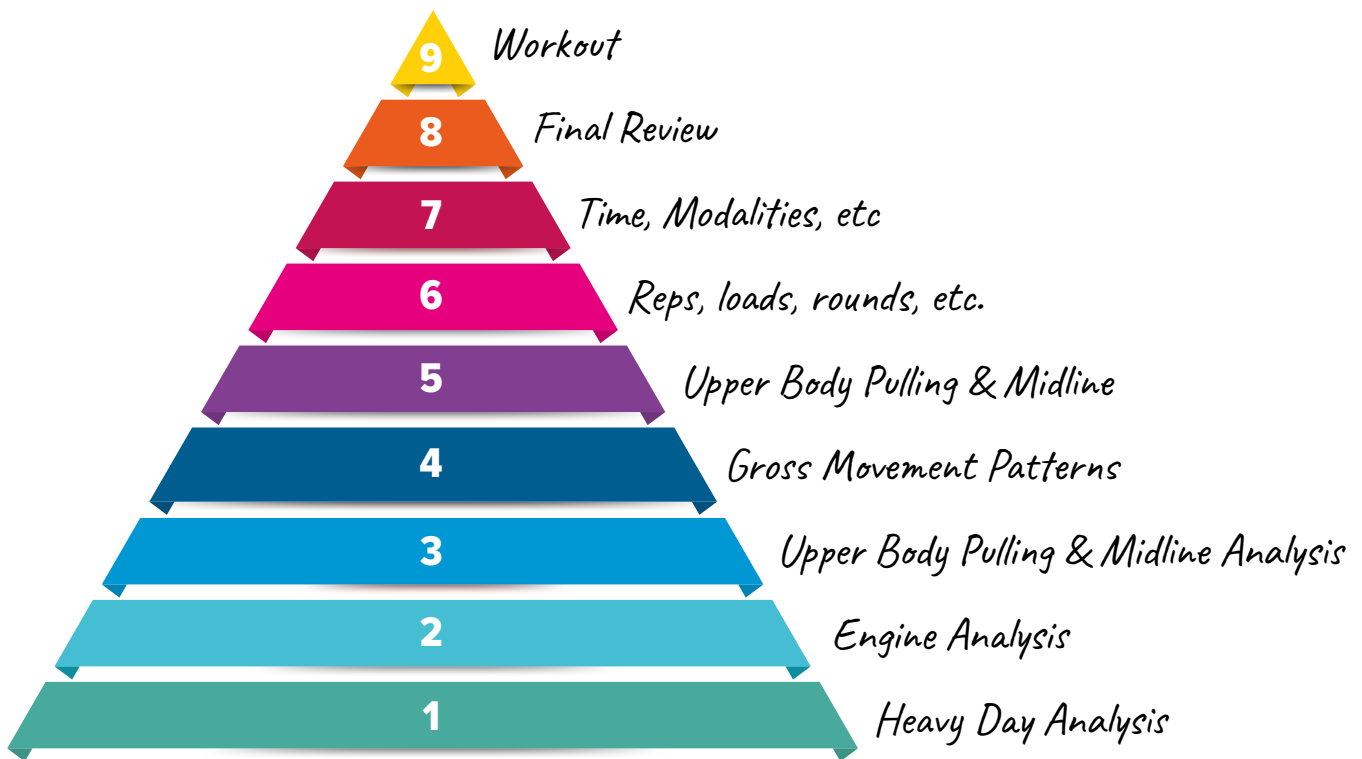 9 Workout
8 Final Review
7 Time, Modalities, etc
6 Reps, loads, rounds, etc.
5 Upper Body Pulling & Midline
4 Gross Movement Patterns
3 Upper Body Pulling & Midline Analysis
2 Engine Analysis
1 Heavy Day Analysis